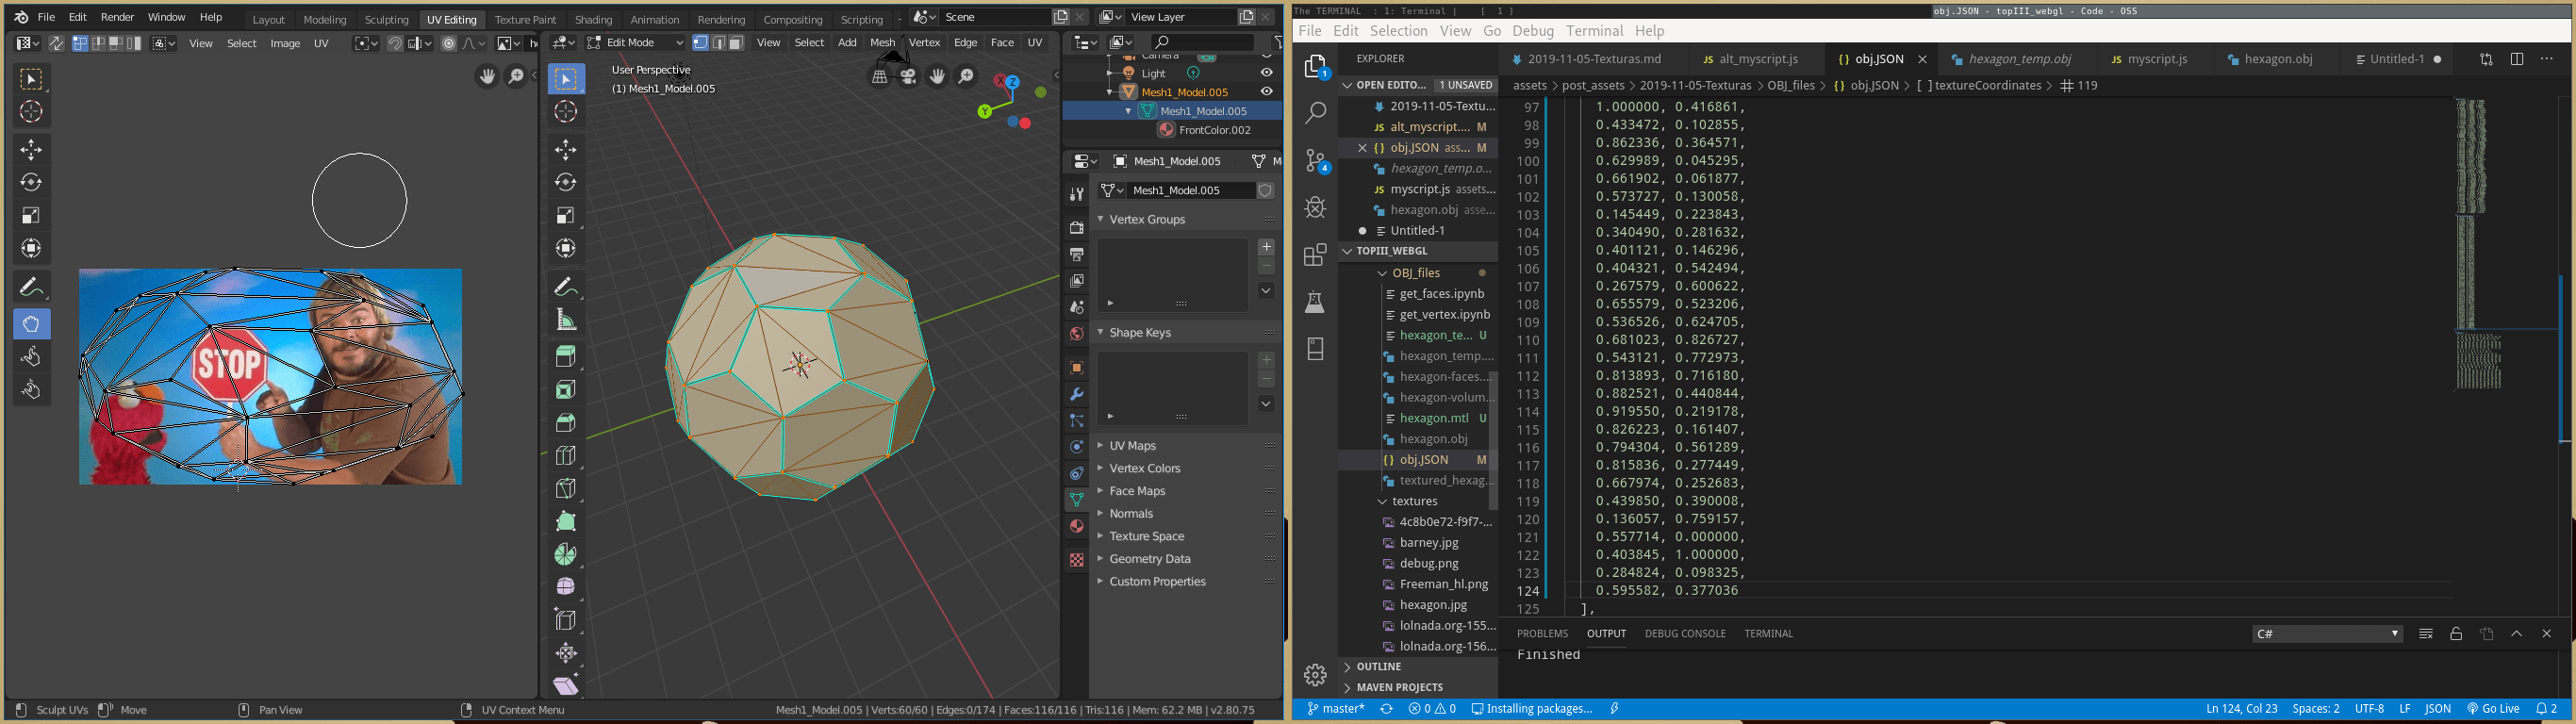 File Edit Render Window Help
Layout Modeling Sculpting UV Editing Texture Paint Shading Animation Rendering Compositing Scripting
Scene
View Layer
View Select Image UV
Edit Mode
View Select Add Mesh Vertex Edge Face UV
User Perspective
(1) Mesh1_Model.005
STOP
Camera
Light
Mesh1_Model.005
Mesh1_Model.005
FrontColor.002
Mesh1_Model.005
Mesh1_Model.005
Vertex Groups
Shape Keys
UV Maps
Vertex Colors
Face Maps
Normals
Texture Space
Geometry Data
Custom Properties
Sculpt UVs Move Pan View UV Context Menu
Mesh1_Model.005 | Verts:60/60 | Edges:0/174 | Faces:116/116 | Tris:116 | Mem: 62.2 MB | v2.80.75
The TERMINAL : 1: Terminal | [ 1 ]
obj.JSON - topIII_webgl - Code - OSS
File Edit Selection View Go Debug Terminal Help
EXPLORER
2019-11-05-Texturas.md
alt_myscript.js
obj.JSON
hexagon_temp.obj
myscript.js
hexagon.obj
Untitled-1
assets > post_assets > 2019-11-05-Texturas > OBJ_files > {} obj.JSON > [ ] textureCoordinates > # 119
OPEN EDITO... 1 UNSAVED
2019-11-05-Textu...
JS alt_myscript.... M
{} obj.JSON ass... M
hexagon_temp.o...
JS myscript.js assets...
hexagon.obj asse...
Untitled-1
TOPIII_WEBGL
OBJ_files
get_faces.ipynb
get_vertex.ipynb
hexagon_te... U
hexagon_temp....
hexagon-faces....
hexagon-volum...
hexagon.mtl U
hexagon.obj
{} obj.JSON M
textured_hexag...
textures
4c8b0e72-f9f7-...
barney.jpg
debug.png
Freeman_hl.png
hexagon.jpg
lolnada.org-155...
lolnada.org-156...
OUTLINE
MAVEN PROJECTS
97 1.000000, 0.416861,
98 0.433472, 0.102855,
99 0.862336, 0.364571,
100 0.629989, 0.045295,
101 0.661902, 0.061877,
102 0.573727, 0.130058,
103 0.145449, 0.223843,
104 0.340490, 0.281632,
105 0.401121, 0.146296,
106 0.404321, 0.542494,
107 0.267579, 0.600622,
108 0.655579, 0.523206,
109 0.536526, 0.624705,
110 0.681023, 0.826727,
111 0.543121, 0.772973,
112 0.813893, 0.716180,
113 0.882521, 0.440844,
114 0.919550, 0.219178,
115 0.826223, 0.161407,
116 0.794304, 0.561289,
117 0.815836, 0.277449,
118 0.667974, 0.252683,
119 0.439850, 0.390008,
120 0.136057, 0.759157,
121 0.557714, 0.000000,
122 0.403845, 1.000000,
123 0.284824, 0.098325,
124 0.595582, 0.377036
125 ],
PROBLEMS OUTPUT DEBUG CONSOLE TERMINAL
C#
Finished
master* 0 0 Installing packages...
Ln 124, Col 23 Spaces: 2 UTF-8 LF JSON Go Live 2